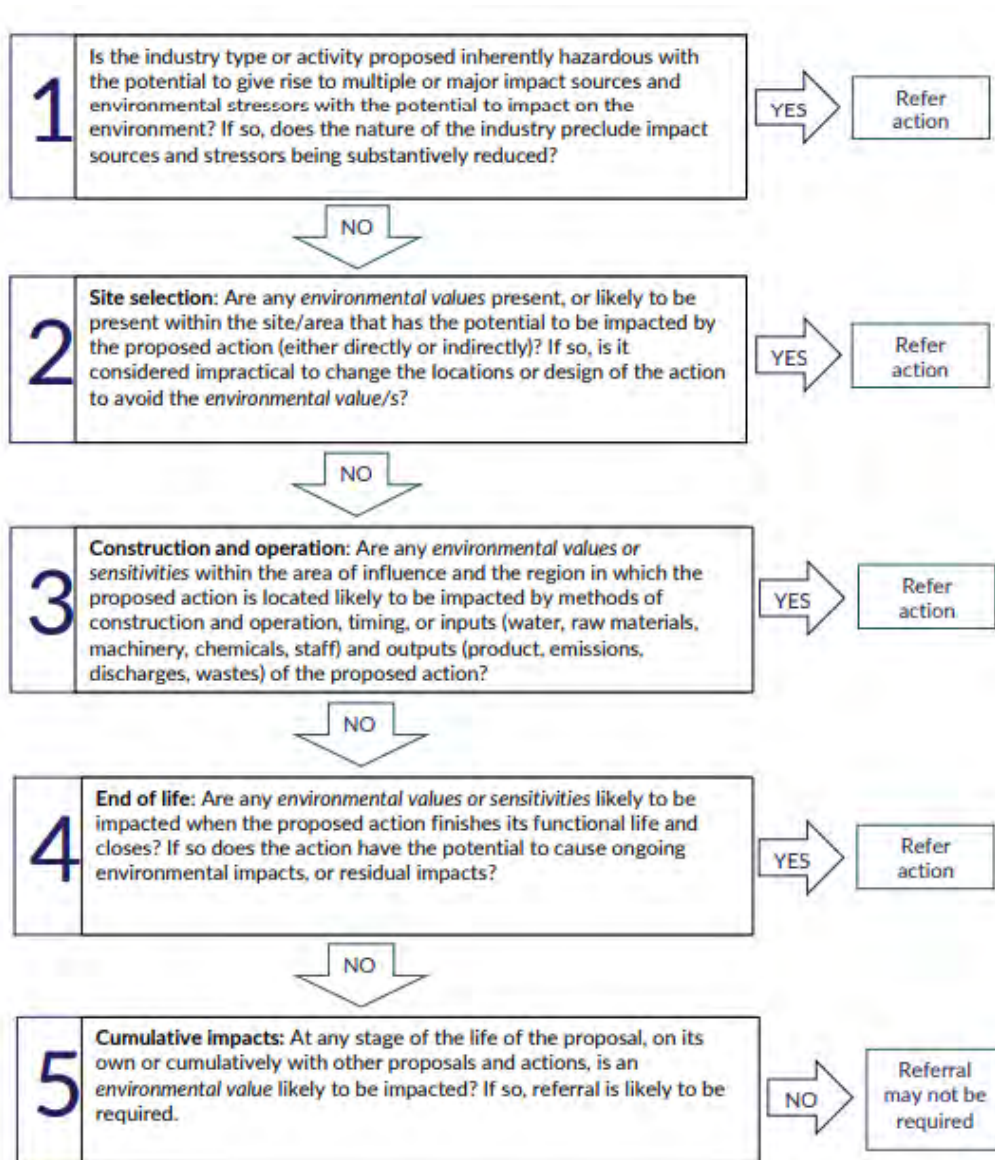 1
Is the industry type or activity proposed inherently hazardous with
the potential to give rise to multiple or major impact sources and
environmental stressors with the potential to impact on the
environment? If so, does the nature of the industry preclude impact
sources and stressors being substantively reduced?
YES
Refer
action
NO
2
Site selection: Are any environmental values present, or likely to be
present within the site/area that has the potential to be impacted by
the proposed action (either directly or indirectly)? If so, is it
considered impractical to change the locations or design of the action
to avoid the environmental value/s?
YES
Refer
action
NO
3
Construction and operation: Are any environmental values or
sensitivities within the area of influence and the region in which the
proposed action is located likely to be impacted by methods of
construction and operation, timing, or inputs (water, raw materials,
machinery, chemicals, staff) and outputs (product, emissions,
discharges, wastes) of the proposed action?
YES
Refer
action
NO
4
End of life: Are any environmental values or sensitivities likely to be
impacted when the proposed action finishes its functional life and
closes? If so does the action have the potential to cause ongoing
environmental impacts, or residual impacts?
YES
Refer
action
NO
5
Cumulative impacts: At any stage of the life of the proposal, on its
own or cumulatively with other proposals and actions, is an
environmental value likely to be impacted? If so, referral is likely to be
required.
NO
Referral
may not be
required